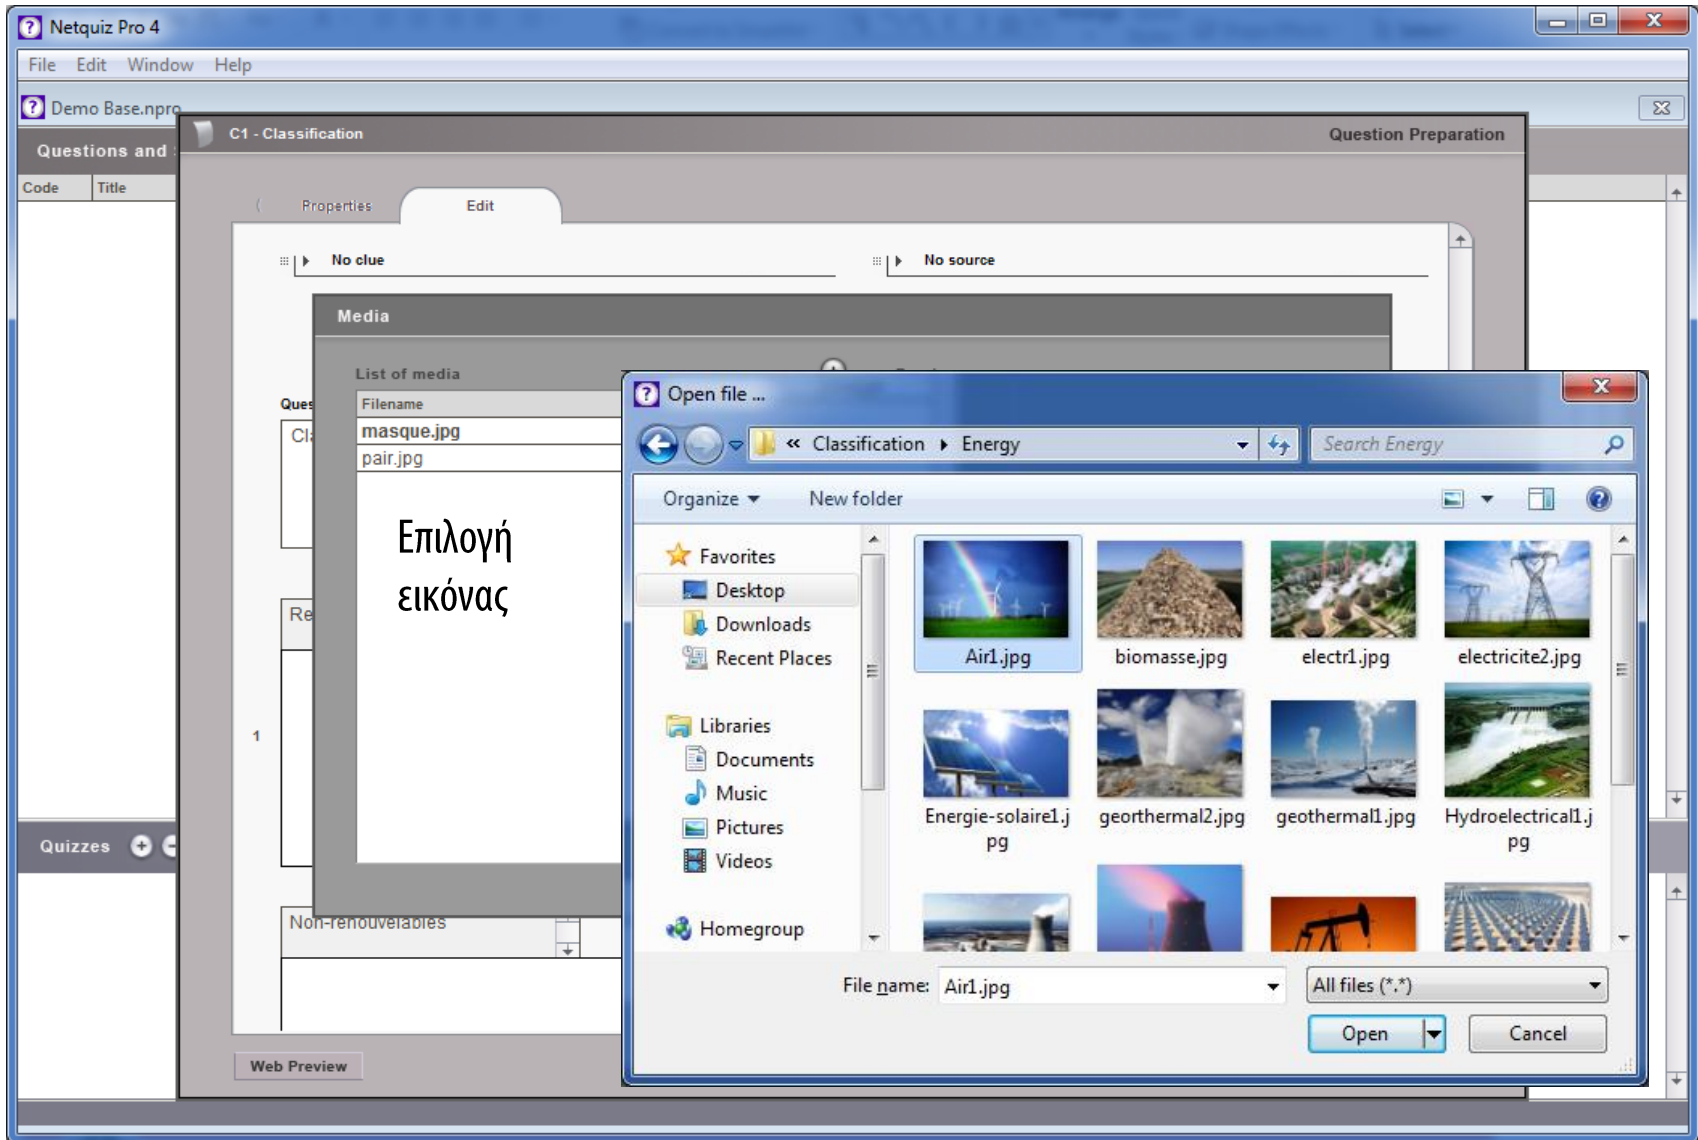 Netquiz Pro 4
File Edit Window Help
Demo Base.npro
Questions and
Code Title
C1 - Classification Question Preparation
Properties Edit
No clue No source
Media
List of media
Filename
masque.jpg
pair.jpg
Επιλογή
εικόνας
1
Non-renouvelables
Web Preview
Quizzes
Open file ...
« Classification Energy Search Energy
Organize New folder
Favorites
Desktop
Downloads
Recent Places
Libraries
Documents
Music
Pictures
Videos
Homegroup
Air1.jpg biomasse.jpg electr1.jpg electricite2.jpg
Energie-solaire1.j
pg
georthermal2.jpg geothermal1.jpg
Hydroelectrical1.j
pg
File name: Air1.jpg All files (*.*)
Open Cancel